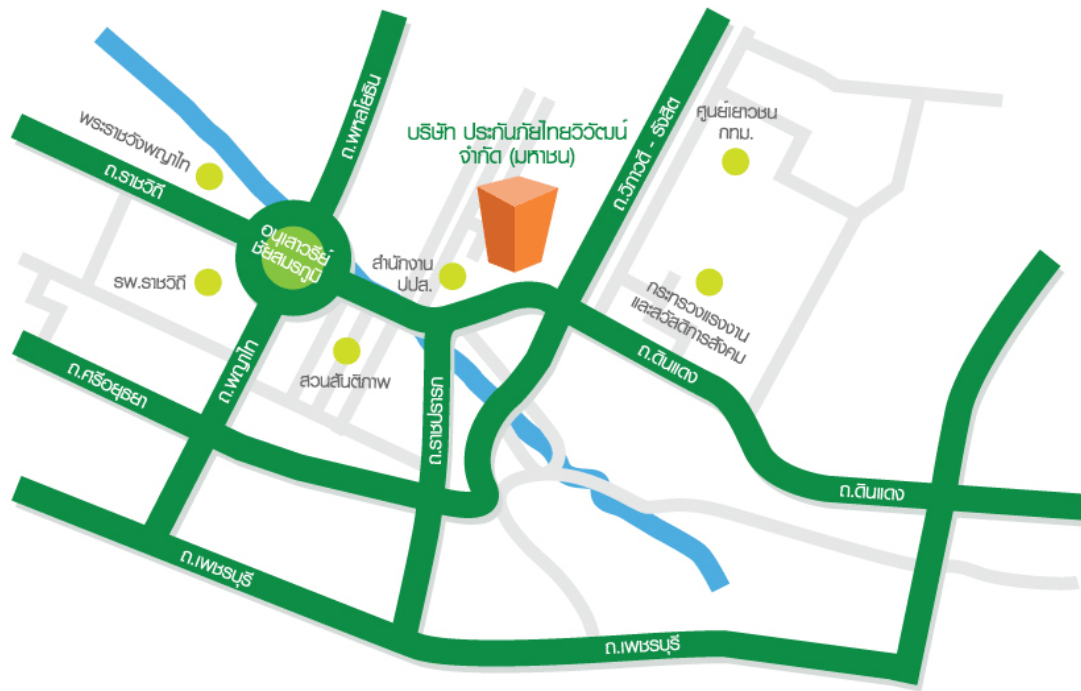 ถ.พหลโยธิน
พระราชวังพญาไท
ถ.ราชวิถี
บริษัท ประกันภัยไทยวิวัฒน์
จำกัด (มหาชน)
ถ.วิภาวดี - รังสิต
ศูนย์เยาวชน
กทม.
อนุเสาวรีย์
ชัยสมรภูมิ
รพ.ราชวิถี
สำนักงาน
ปปส.
กระทรวงแรงงาน
และสวัสดิการสังคม
ถ.ดินแดง
สวนสันติภาพ
ถ.พญาไท
ถ.ศรีอยุธยา
ถ.ราชปรารภ
ถ.ดินแดง
ถ.เพชรบุรี
ถ.เพชรบุรี